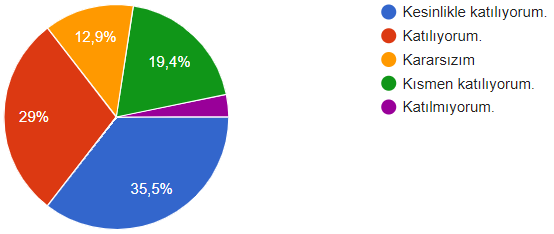 12,9%
19,4%
29%
35,5%
Kesinlikle katılıyorum.
Katılıyorum.
Kararsızım
Kısmen katılıyorum.
Katılmıyorum.